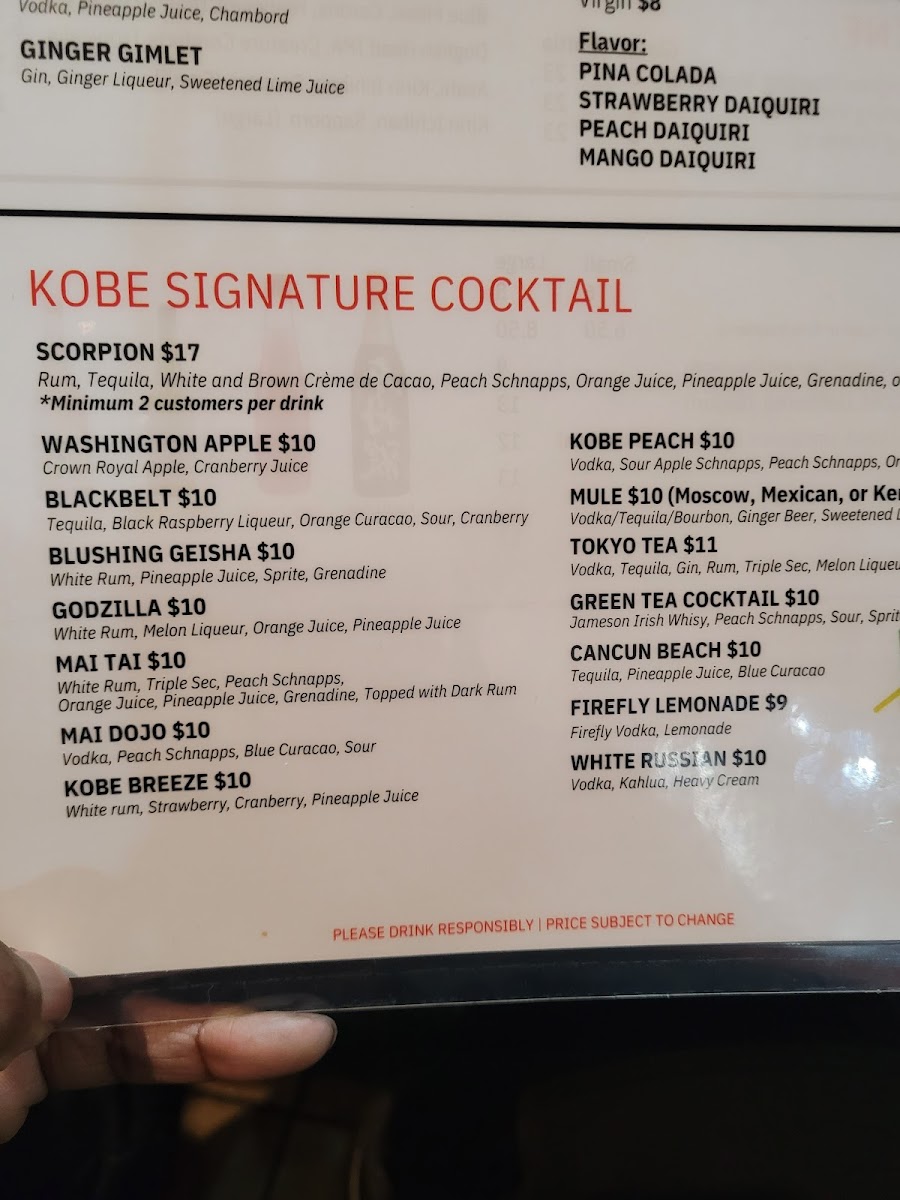 Vodka, Pineapple Juice, Chambord
GINGER GIMLET
Gin, Ginger Liqueur, Sweetened Lime Juice
Virgin $8
Flavor:
PINA COLADA
STRAWBERRY DAIQUIRI
PEACH DAIQUIRI
MANGO DAIQUIRI
KOBE SIGNATURE COCKTAIL
SCORPION $17
Rum, Tequila, White and Brown Crème de Cacao, Peach Schnapps, Orange Juice, Pineapple Juice, Grenadine,
*Minimum 2 customers per drink
WASHINGTON APPLE $10
Crown Royal Apple, Cranberry Juice
BLACKBELT $10
Tequila, Black Raspberry Liqueur, Orange Curacao, Sour, Cranberry
BLUSHING GEISHA $10
White Rum, Pineapple Juice, Sprite, Grenadine
GODZILLA $10
White Rum, Melon Liqueur, Orange Juice, Pineapple Juice
MAI TAI $10
White Rum, Triple Sec, Peach Schnapps,
Orange Juice, Pineapple Juice, Grenadine, Topped with Dark Rum
MAI DOJO $10
Vodka, Peach Schnapps, Blue Curacao, Sour
KOBE BREEZE $10
White rum, Strawberry, Cranberry, Pineapple Juice
KOBE PEACH $10
Vodka, Sour Apple Schnapps, Peach Schnapps, Or
MULE $10 (Moscow, Mexican, or Ke
Vodka/Tequila/Bourbon, Ginger Beer, Sweetened L
TOKYO TEA $11
Vodka, Tequila, Gin, Rum, Triple Sec, Melon Liqueu
GREEN TEA COCKTAIL $10
Jameson Irish Whisy, Peach Schnapps, Sour, Sprit
CANCUN BEACH $10
Tequila, Pineapple Juice, Blue Curacao
FIREFLY LEMONADE $9
Firefly Vodka, Lemonade
WHITE RUSSIAN $10
Vodka, Kahlua, Heavy Cream
PLEASE DRINK RESPONSIBLY | PRICE SUBJECT TO CHANGE